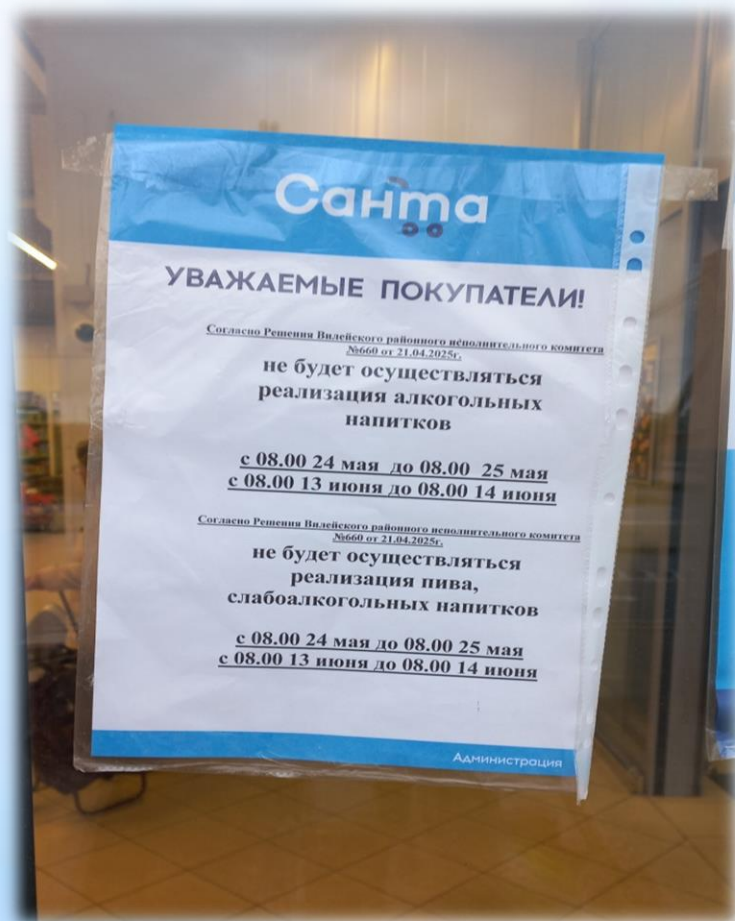 Санта
УВАЖАЕМЫЕ ПОКУПАТЕЛИ!
Согласно Решения Вилейского районного исполнительного комитета
№660 от 21.04.2025г.
не будет осуществляться
реализация алкогольных
напитков
с 08.00 24 мая до 08.00 25 мая
с 08.00 13 июня до 08.00 14 июня
Согласно Решения Вилейского районного исполнительного комитета
№660 от 21.04.2025г.
не будет осуществляться
реализация пива,
слабоалкогольных напитков
с 08.00 24 мая до 08.00 25 мая
с 08.00 13 июня до 08.00 14 июня
Администрация